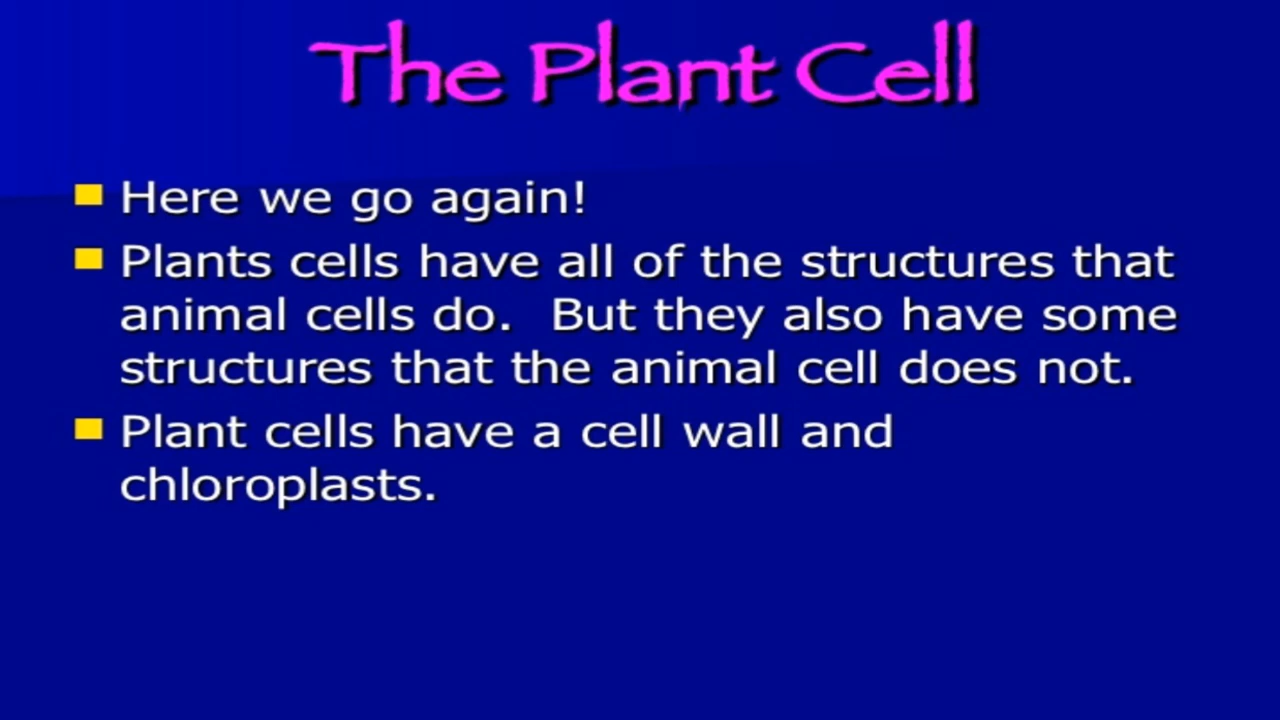 The Plant Cell
Here we go again!
Plants cells have all of the structures that
animal cells do. But they also have some
structures that the animal cell does not.
Plant cells have a cell wall and
chloroplasts.